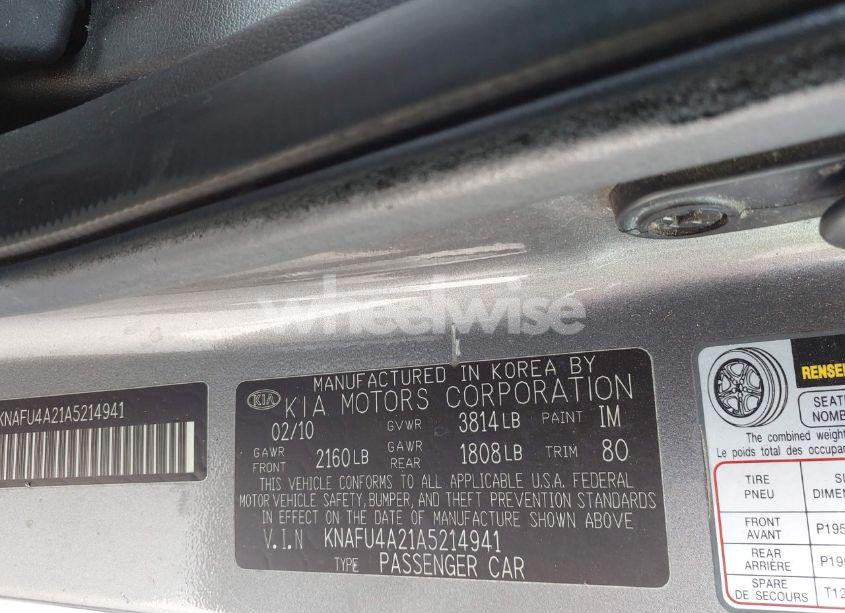 wheelwise
KNAFU4A21A5214941
MANUFACTURED IN KOREA BY
KIA KIA MOTORS CORPORATION
02/10 GVWR 3814LB PAINT IM
GAWR FRONT 2160LB GAWR REAR 1808LB TRIM 80
THIS VEHICLE CONFORMS TO ALL APPLICABLE U.S.A. FEDERAL
MOTOR VEHICLE SAFETY, BUMPER, AND THEFT PREVENTION STANDARDS
IN EFFECT ON THE DATE OF MANUFACTURE SHOWN ABOVE
V.I.N KNAFU4A21A5214941
TYPE PASSENGER CAR
The combined weight
Le poids total des
TIRE
PNEU
FRONT
AVANT
P195
REAR
ARRIÈRE
SPARE
DE SECOURS